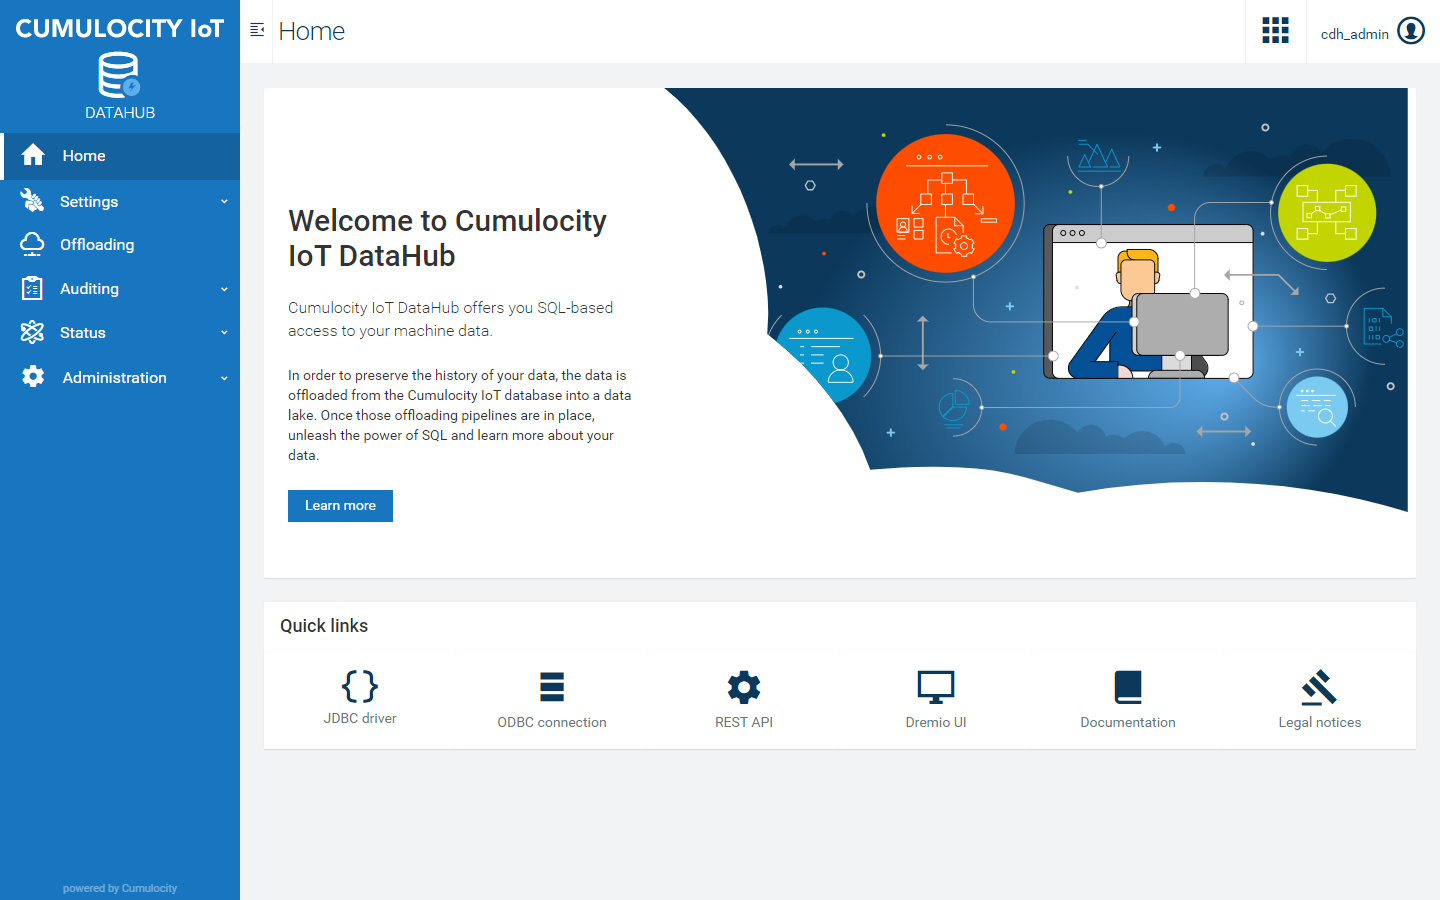 CUMULOCITY IoT
DATAHUB
Home
Settings
Offloading
Auditing
Status
Administration
powered by Cumulocity
Home
cdh_admin
Welcome to Cumulocity
IoT DataHub
Cumulocity IoT DataHub offers you SQL-based
access to your machine data.
In order to preserve the history of your data, the data is
offloaded from the Cumulocity IoT database into a data
lake. Once those offloading pipelines are in place,
unleash the power of SQL and learn more about your
data.
Learn more
Quick links
JDBC driver
ODBC connection
REST API
Dremio UI
Documentation
Legal notices